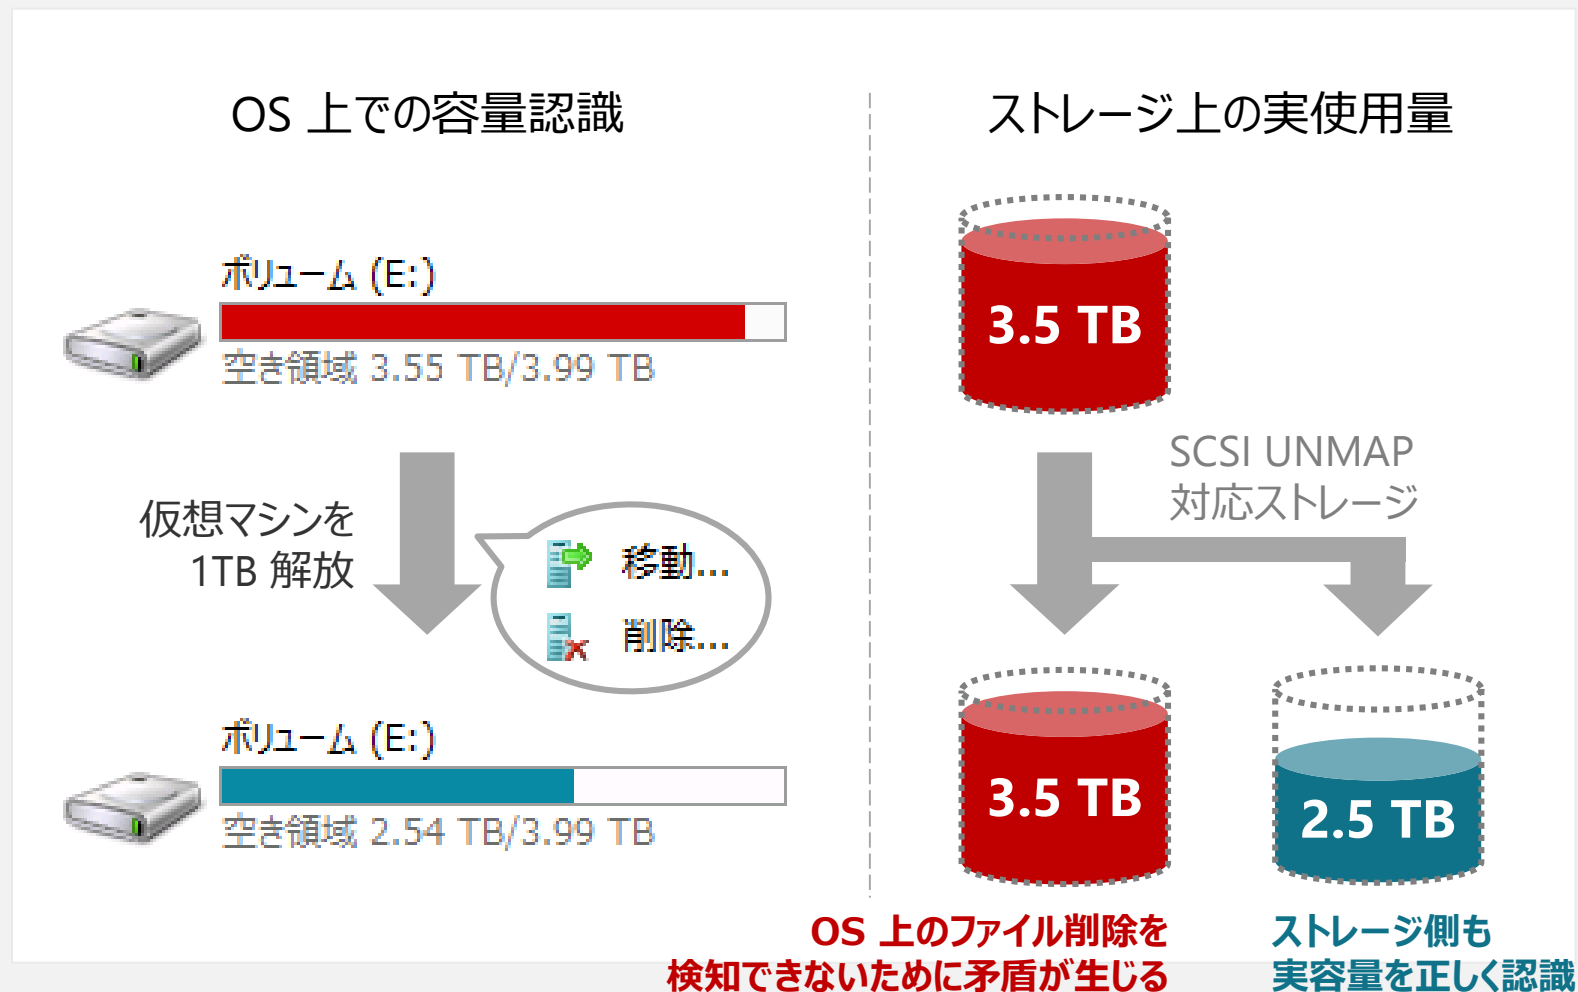 OS 上での容量認識
ボリューム (E:)
空き領域 3.55 TB/3.99 TB
仮想マシンを
1TB 解放
移動...
削除...
ボリューム (E:)
空き領域 2.54 TB/3.99 TB
ストレージ上の実使用量
3.5 TB
SCSI UNMAP
対応ストレージ
3.5 TB
2.5 TB
OS 上のファイル削除を
検知できないために矛盾が生じる
ストレージ側も
実容量を正しく認識